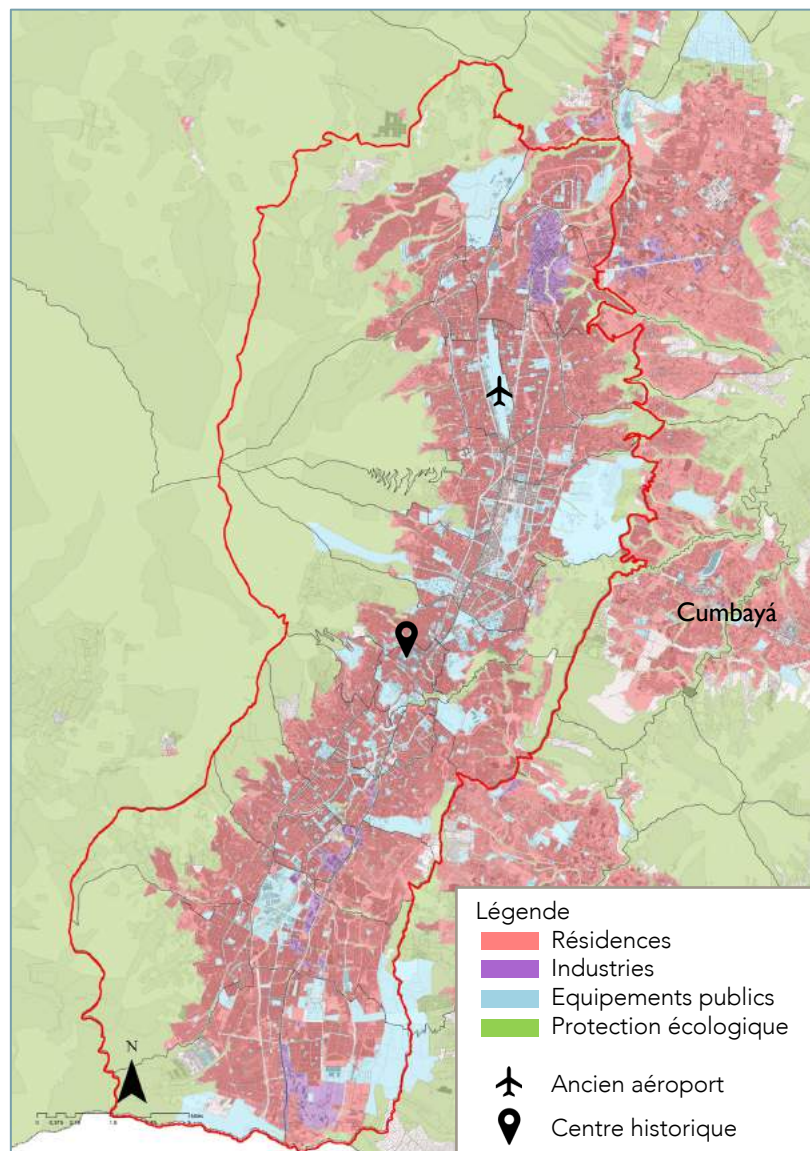 Cumbayá
Légende
Résidences
Industries
Equipements publics
Protection écologique
N
Ancien aéroport
Centre historique